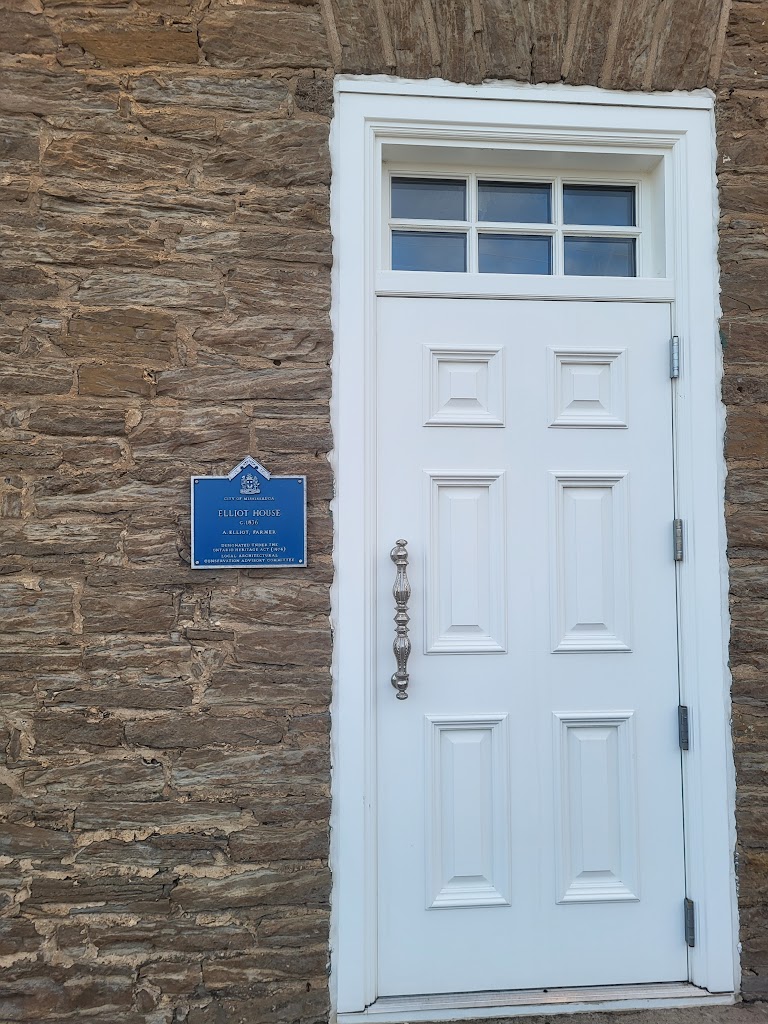 CITY OF MISSISSAUGA
ELLIOT HOUSE
C.1876
A. ELLIOT, FARMER
DESIGNATED UNDER THE
ONTARIO HERITAGE ACT (1974)
LOCAL ARCHITECTURAL
CONSERVATION ADVISORY COMMITTEE